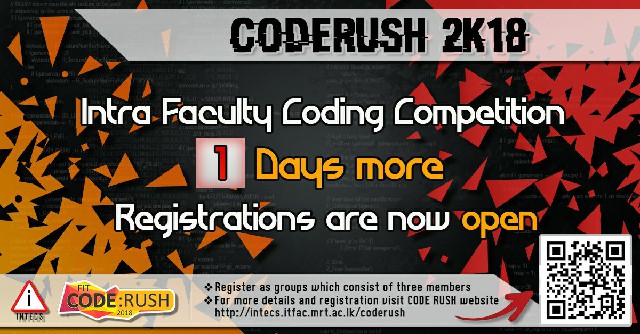 CODERUSH 2K18
Intra Faculty Coding Competition
1 Days more
Registrations are now open
❖Register as groups which consist of three members
❖For more details and registration visit CODE RUSH website
http://intecs.itfac.mrt.ac.lk/coderush
i
INTECS
FIT
CODE:RUSH
2018